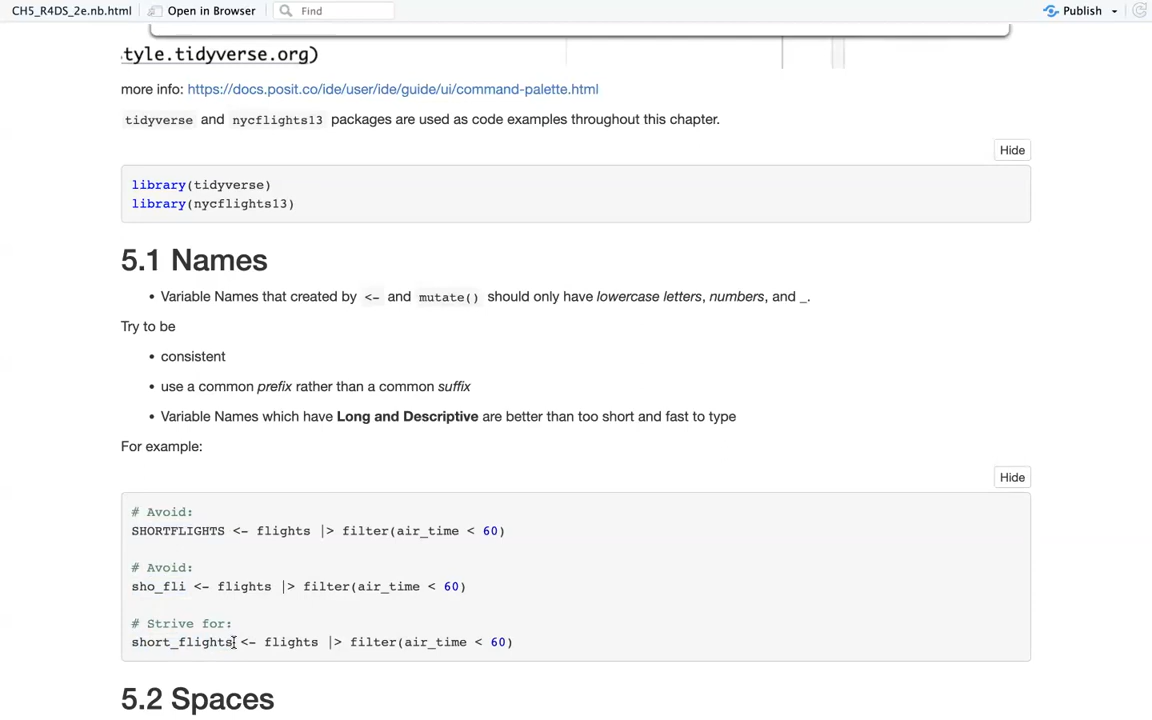 CH5_R4DS_2e.nb.html Open in Browser Find Publish
.tyle.tidyverse.org)
more info: https://docs.posit.co/ide/user/ide/guide/ui/command-palette.html
tidyverse and nycflights13 packages are used as code examples throughout this chapter.
Hide
library(tidyverse)
library(nycflights13)
5.1 Names
• Variable Names that created by <- and mutate() should only have lowercase letters, numbers, and _.
Try to be
• consistent
• use a common prefix rather than a common suffix
• Variable Names which have Long and Descriptive are better than too short and fast to type
For example:
Hide
# Avoid:
SHORTFLIGHTS <- flights |> filter(air_time < 60)
# Avoid:
sho_fli <- flights |> filter(air_time < 60)
# Strive for:
short_flights <- flights |> filter(air_time < 60)
5.2 Spaces